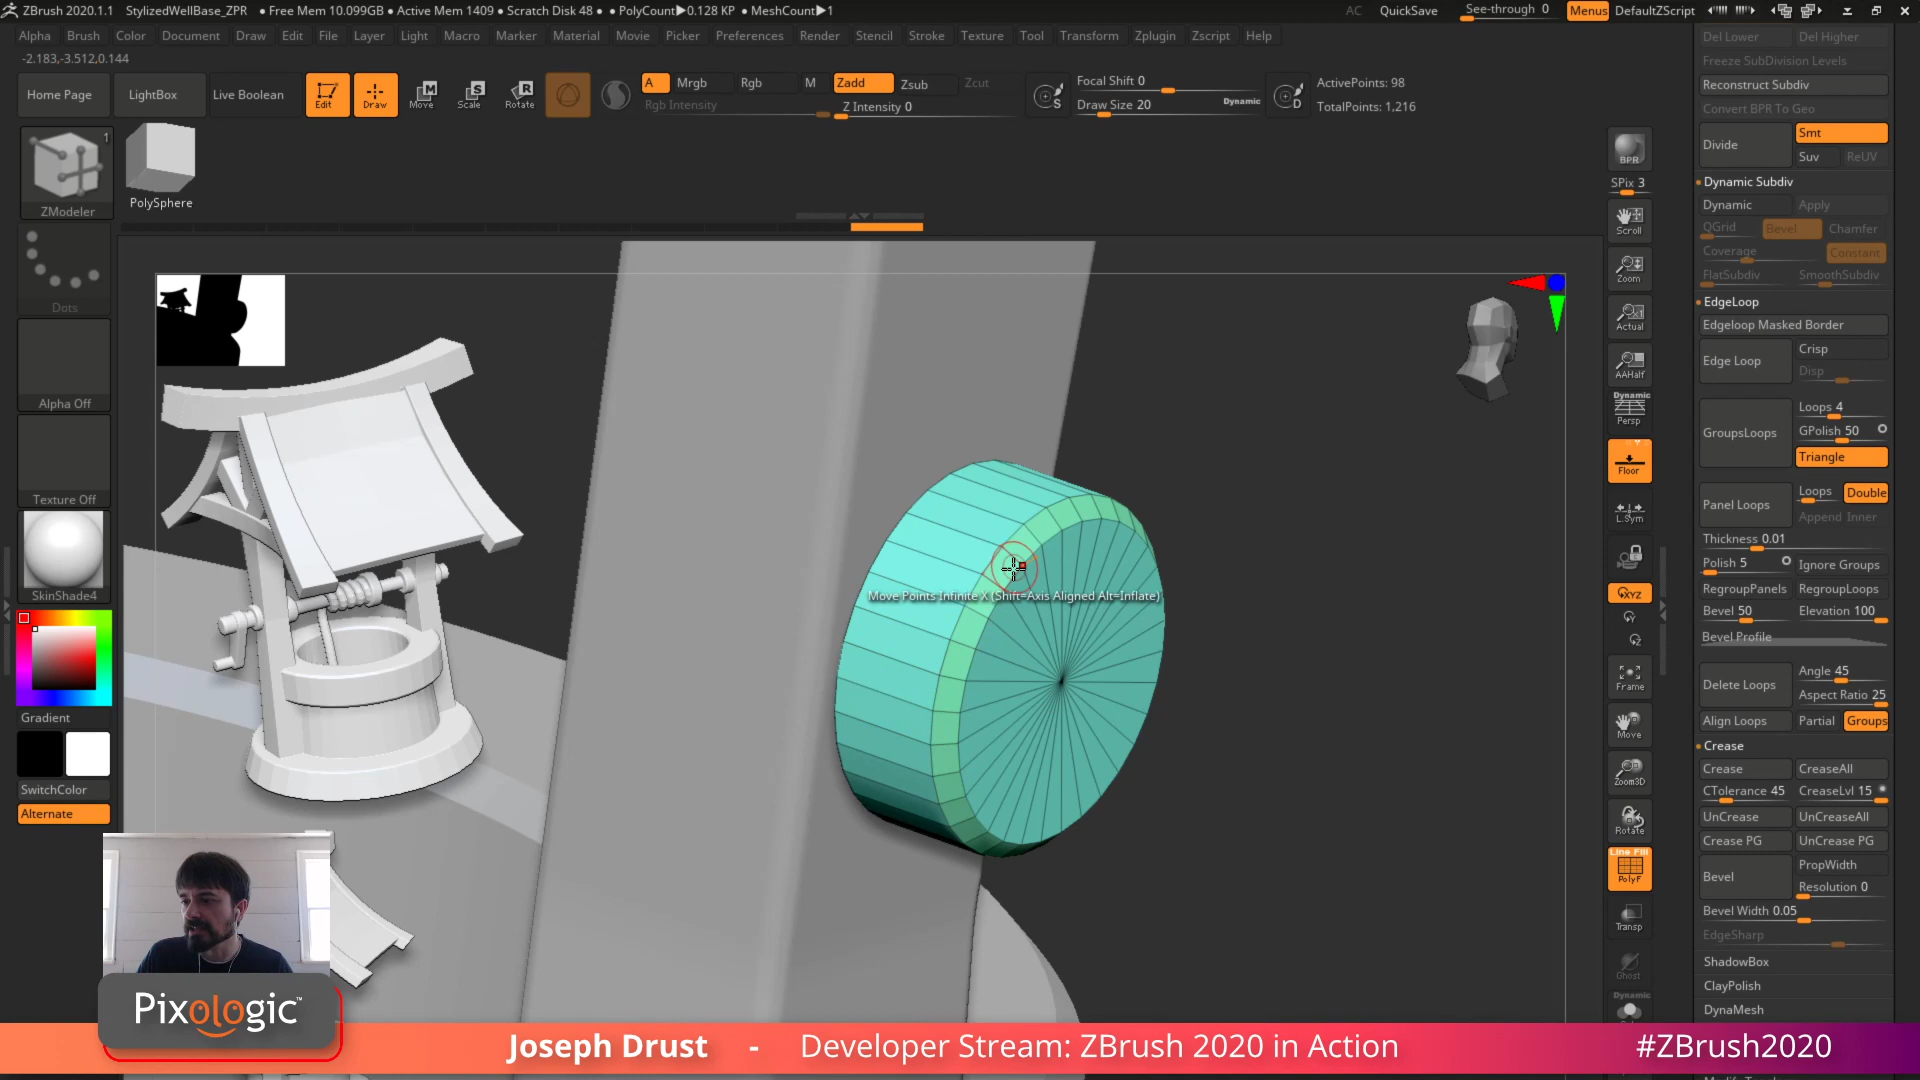 ZBrush 2020.1.1 StylizedWellBase_ZPR • Free Mem 10.099GB • Active Mem 1409 • Scratch Disk 48 • • PolyCount▶0.128 KP • MeshCount▶1 AC QuickSave See-through 0 Menus DefaultZScript
Alpha Brush Color Document Draw Edit File Layer Light Macro Marker Material Movie Picker Preferences Render Stencil Stroke Texture Tool Transform Zplugin Zscript Help
-2.183,-3.512,0.144
Home Page LightBox Live Boolean Edit Draw Move Scale Rotate
A Mrgb Rgb M Zadd Zsub Zcut
Rgb Intensity Z Intensity 0
Focal Shift 0
Draw Size 20 Dynamic
ActivePoints: 98
TotalPoints: 1,216
1
ZModeler
PolySphere
Dots
Alpha Off
Texture Off
SkinShade4
Gradient
SwitchColor
Alternate
Move Points Infinite X (Shift=Axis Aligned Alt=Inflate)
BPR
SPix 3
Scroll
Zoom
Actual
AAHalf
Dynamic
Persp
Floor
L.Sym
XYZ
Frame
Move
Zoom3D
Rotate
Line Fill
PolyF
Transp
Ghost
Dynamic
Del Lower Del Higher
Freeze SubDivision Levels
Reconstruct Subdiv
Convert BPR To Geo
Divide Smt
Suv ReUV
Dynamic Subdiv
Dynamic Apply
QGrid Bevel Chamfer
Coverage Constant
FlatSubdiv SmoothSubdiv
EdgeLoop
Edgeloop Masked Border
Edge Loop Crisp
Disp
GroupsLoops Loops 4
GPolish 50
Triangle
Panel Loops Loops Double
Append Inner
Thickness 0.01
Polish 5 Ignore Groups
RegroupPanels RegroupLoops
Bevel 50 Elevation 100
Bevel Profile
Delete Loops Angle 45
Aspect Ratio 25
Align Loops Partial Groups
Crease
Crease CreaseAll
CTolerance 45 CreaseLvl 15
UnCrease UnCreaseAll
Crease PG UnCrease PG
Bevel PropWidth
Resolution 0
Bevel Width 0.05
EdgeSharp
ShadowBox
ClayPolish
DynaMesh
Pixologic™
Joseph Drust - Developer Stream: ZBrush 2020 in Action #ZBrush2020